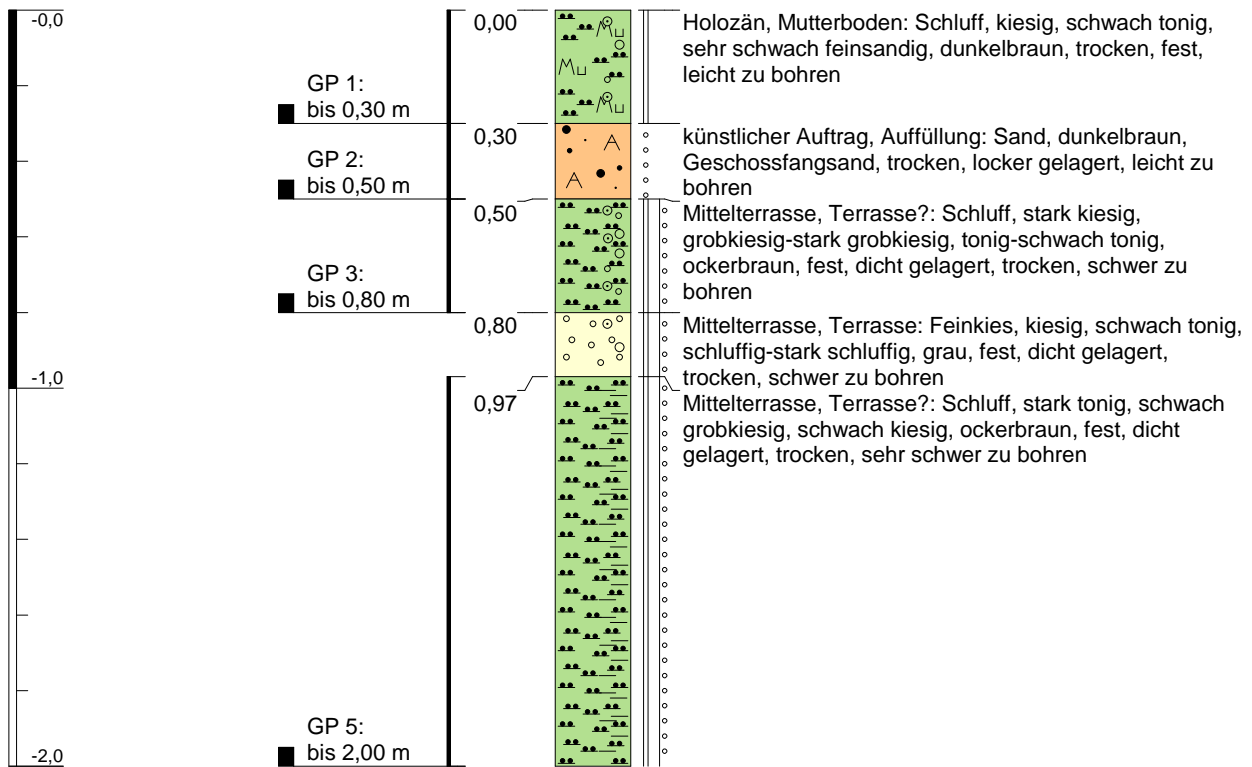 -0,0
0,00
Holozän, Mutterboden: Schluff, kiesig, schwach tonig,
sehr schwach feinsandig, dunkelbraun, trocken, fest,
leicht zu bohren
GP 1:
bis 0,30 m
0,30
künstlicher Auftrag, Auffüllung: Sand, dunkelbraun,
Geschossfangsand, trocken, locker gelagert, leicht zu
bohren
GP 2:
bis 0,50 m
0,50
Mittelterrasse, Terrasse?: Schluff, stark kiesig,
grobkiesig-stark grobkiesig, tonig-schwach tonig,
ockerbraun, fest, dicht gelagert, trocken, schwer zu
bohren
GP 3:
bis 0,80 m
0,80
Mittelterrasse, Terrasse: Feinkies, kiesig, schwach tonig,
schluffig-stark schluffig, grau, fest, dicht gelagert,
trocken, schwer zu bohren
-1,0
0,97
Mittelterrasse, Terrasse?: Schluff, stark tonig, schwach
grobkiesig, schwach kiesig, ockerbraun, fest, dicht
gelagert, trocken, sehr schwer zu bohren
GP 5:
bis 2,00 m
-2,0
Mu
Mu
Mu
A
A